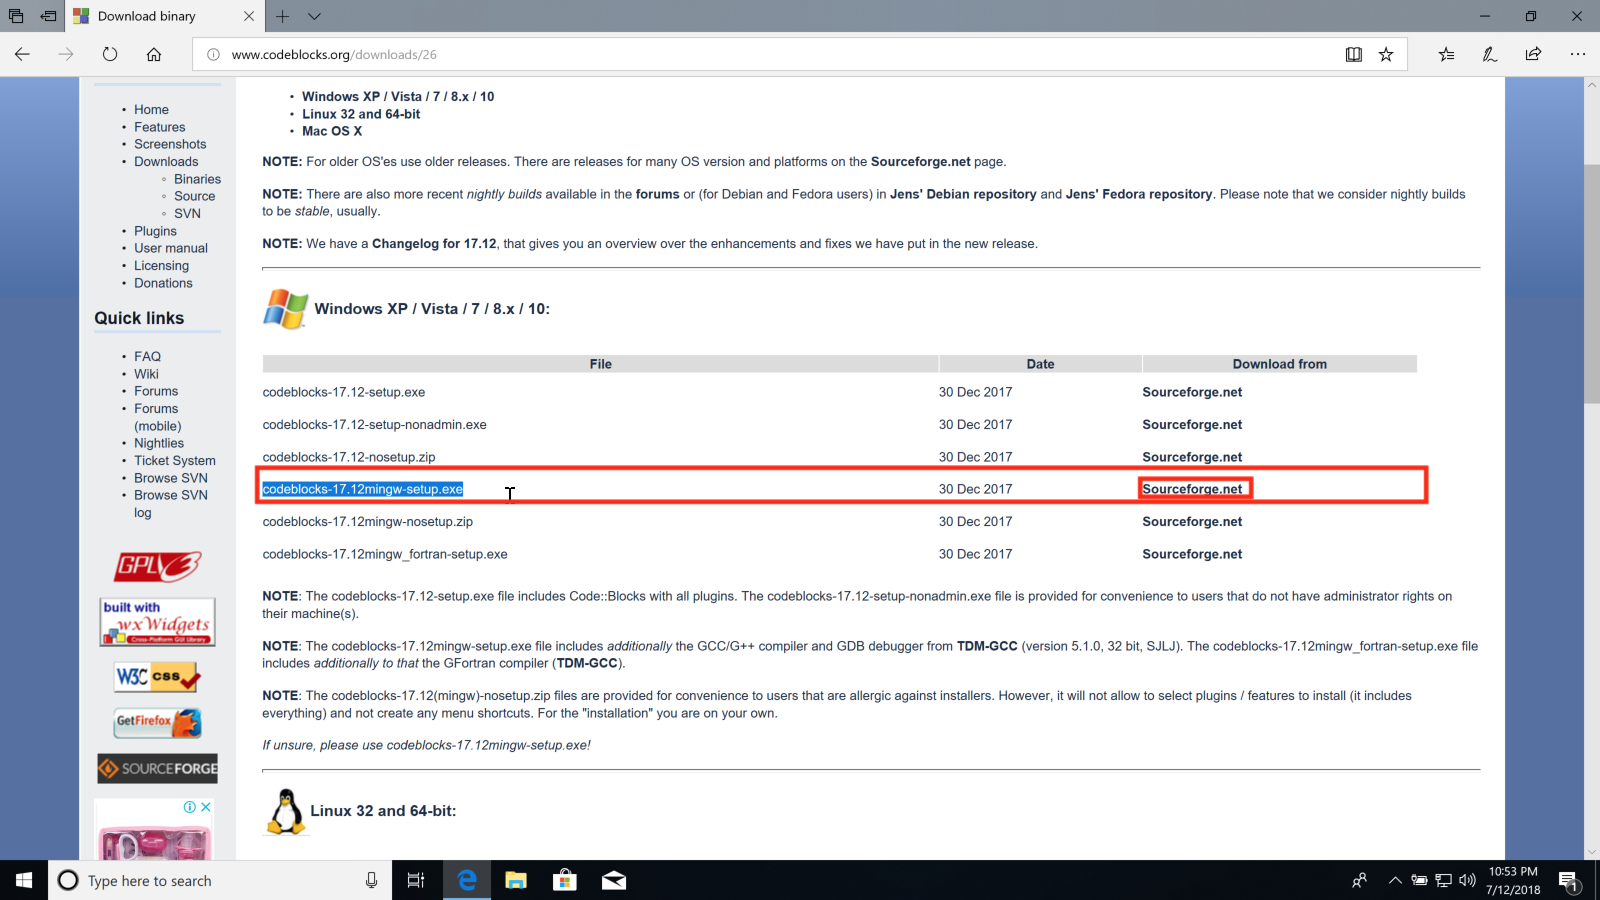 Download binary
www.codeblocks.org/downloads/26
Home
Features
Screenshots
Downloads
Binaries
Source
SVN
Plugins
User manual
Licensing
Donations
Quick links
FAQ
Wiki
Forums
Forums
(mobile)
Nightlies
Ticket System
Browse SVN
Browse SVN
log
GPLv3
built with
wxWidgets
Cross-Platform GUI Library
W3C css
GetFirefox
SOURCEFORGE
Windows XP / Vista / 7 / 8.x / 10
Linux 32 and 64-bit
Mac OS X
NOTE: For older OS'es use older releases. There are releases for many OS version and platforms on the Sourceforge.net page.
NOTE: There are also more recent nightly builds available in the forums or (for Debian and Fedora users) in Jens' Debian repository and Jens' Fedora repository. Please note that we consider nightly builds
to be stable, usually.
NOTE: We have a Changelog for 17.12, that gives you an overview over the enhancements and fixes we have put in the new release.
Windows XP / Vista / 7 / 8.x / 10:
File Date Download from
codeblocks-17.12-setup.exe 30 Dec 2017 Sourceforge.net
codeblocks-17.12-setup-nonadmin.exe 30 Dec 2017 Sourceforge.net
codeblocks-17.12-nosetup.zip 30 Dec 2017 Sourceforge.net
codeblocks-17.12mingw-setup.exe 30 Dec 2017 Sourceforge.net
codeblocks-17.12mingw-nosetup.zip 30 Dec 2017 Sourceforge.net
codeblocks-17.12mingw_fortran-setup.exe 30 Dec 2017 Sourceforge.net
NOTE: The codeblocks-17.12-setup.exe file includes Code::Blocks with all plugins. The codeblocks-17.12-setup-nonadmin.exe file is provided for convenience to users that do not have administrator rights on
their machine(s).
NOTE: The codeblocks-17.12mingw-setup.exe file includes additionally the GCC/G++ compiler and GDB debugger from TDM-GCC (version 5.1.0, 32 bit, SJLJ). The codeblocks-17.12mingw_fortran-setup.exe file
includes additionally to that the GFortran compiler (TDM-GCC).
NOTE: The codeblocks-17.12(mingw)-nosetup.zip files are provided for convenience to users that are allergic against installers. However, it will not allow to select plugins / features to install (it includes
everything) and not create any menu shortcuts. For the "installation" you are on your own.
If unsure, please use codeblocks-17.12mingw-setup.exe!
Linux 32 and 64-bit:
Type here to search
10:53 PM
7/12/2018
1